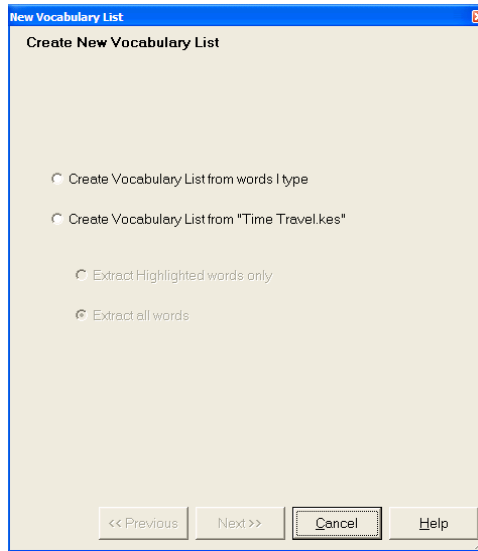 New Vocabulary List
Create New Vocabulary List
Create Vocabulary List from words I type
Create Vocabulary List from "Time Travel.kes"
Extract Highlighted words only
Extract all words
<< Previous Next >> Cancel Help